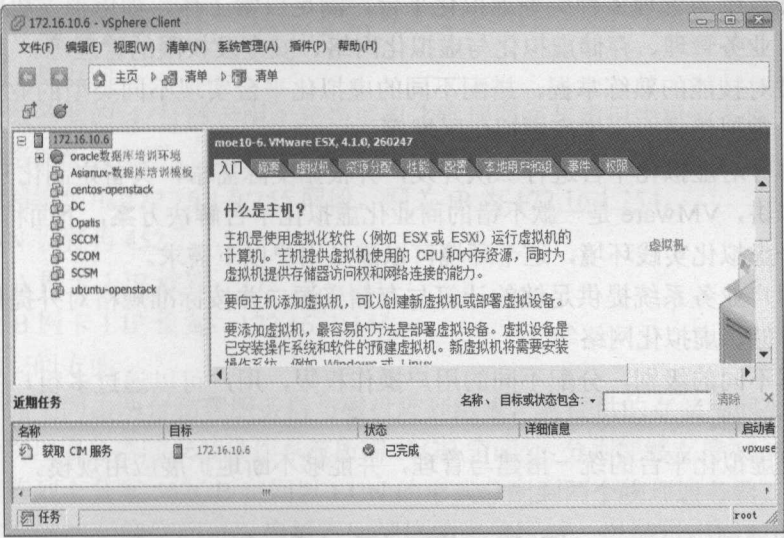 172.16.10.6 - vSphere Client
文件(F) 编辑(E) 视图(W) 清单(N) 系统管理(A) 插件(P) 帮助(H)
主页 清单 清单
172.16.10.6
oracle数据库培训环境
Asianux-数据库培训模板
centos-openstack
DC
Opalis
SCCM
SCOM
SCSM
ubuntu-openstack
moe10-6. VMware ESX, 4.1.0, 260247
入门 摘要 虚拟机 资源分配 性能 配置 本地用户和组 事件 权限
什么是主机?
主机是使用虚拟化软件(例如 ESX 或 ESXi)运行虚拟机的
计算机。主机提供虚拟机使用的 CPU 和内存资源,同时为
虚拟机提供存储器访问权和网络连接的能力。
要向主机添加虚拟机,可以创建新虚拟机或部署虚拟设备。
要添加虚拟机,最容易的方法是部署虚拟设备。虚拟设备是
已安装操作系统和软件的预建虚拟机。新虚拟机将需要安装
操作系统,例如 Windows 或 Linux
虚拟机
近期任务
名称、目标或状态包含:
清除
名称 目标 状态 详细信息 启动者
获取 CIM 服务 172.16.10.6 已完成 vpxuse
任务
root